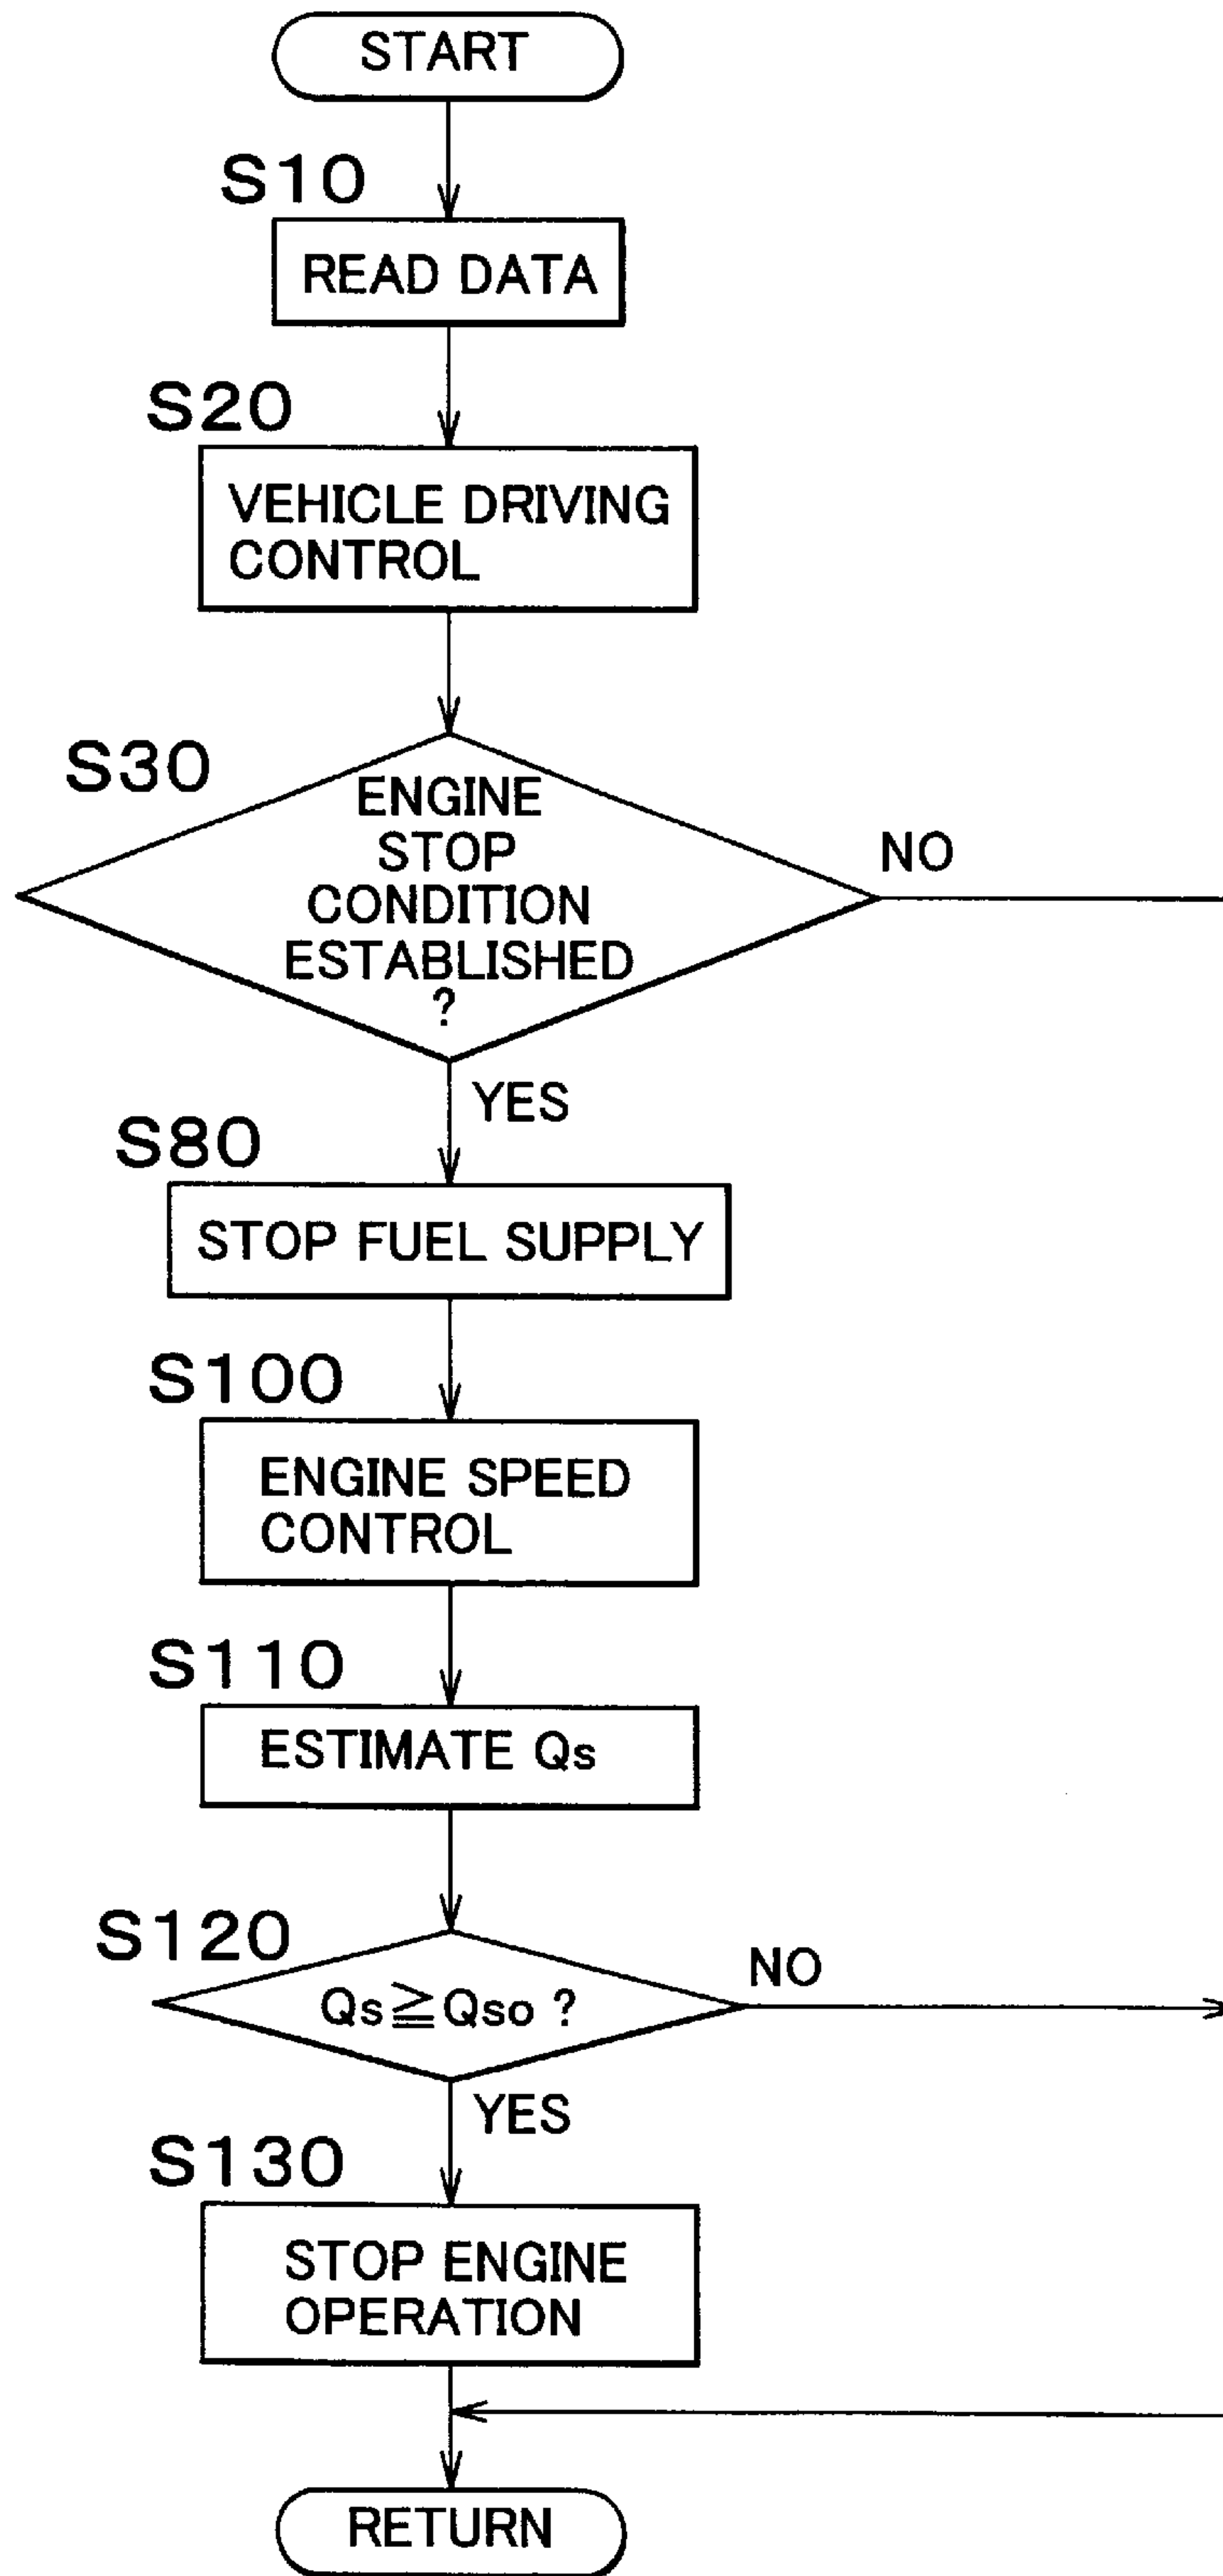 START
S10
READ DATA
S20
VEHICLE DRIVING
CONTROL
S30
ENGINE
STOP
CONDITION
ESTABLISHED
?
NO
YES
S80
STOP FUEL SUPPLY
S100
ENGINE SPEED
CONTROL
S110
ESTIMATE Qs
S120
Qs≧Qso ?
NO
YES
S130
STOP ENGINE
OPERATION
RETURN